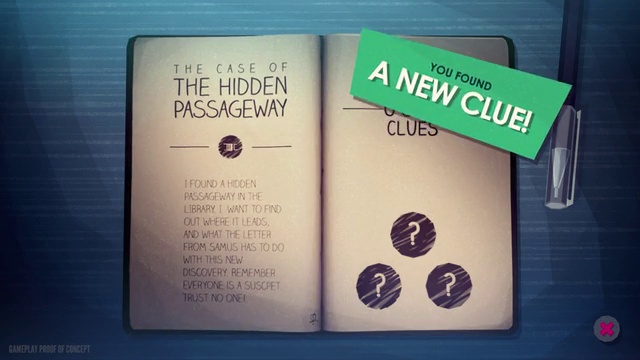 THE CASE OF
THE HIDDEN
PASSAGEWAY
I FOUND A HIDDEN
PASSAGEWAY IN THE
LIBRARY. I WANT TO FIND
OUT WHERE IT LEADS,
AND WHAT THE LETTER
FROM SAMUS HAS TO DO
WITH THIS NEW
DISCOVERY. REMEMBER
EVERYONE IS A SUSCPET.
TRUST NO ONE!
YOU FOUND
A NEW CLUE!
CLUES
?
?
?
GAMEPLAY PROOF OF CONCEPT